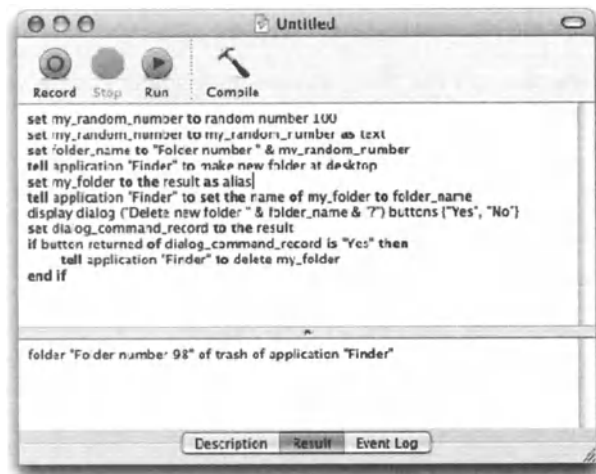 Untitled
Record Stop Run Compile
set my_random_number to random number 100
set my_random_number to my_random_number as text
set folder_name to "Folder number " & my_random_number
tell application "Finder" to make new folder at desktop
set my_folder to the result as alias
tell application "Finder" to set the name of my_folder to folder_name
display dialog ("Delete new folder " & folder_name & "?") buttons {"Yes", "No"}
set dialog_command_record to the result
if button returned of dialog_command_record is "Yes" then
tell application "Finder" to delete my_folder
end if
folder "Folder number 98" of trash of application "Finder"
Description Result Event Log